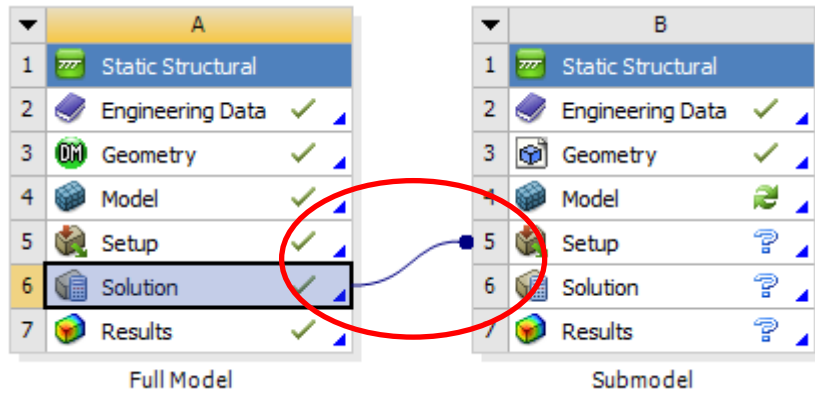 A
1 Static Structural
2 Engineering Data
3 DM Geometry
4 Model
5 Setup
6 Solution
7 Results
Full Model
B
1 Static Structural
2 Engineering Data
3 Geometry
4 Model
5 Setup
6 Solution
7 Results
Submodel